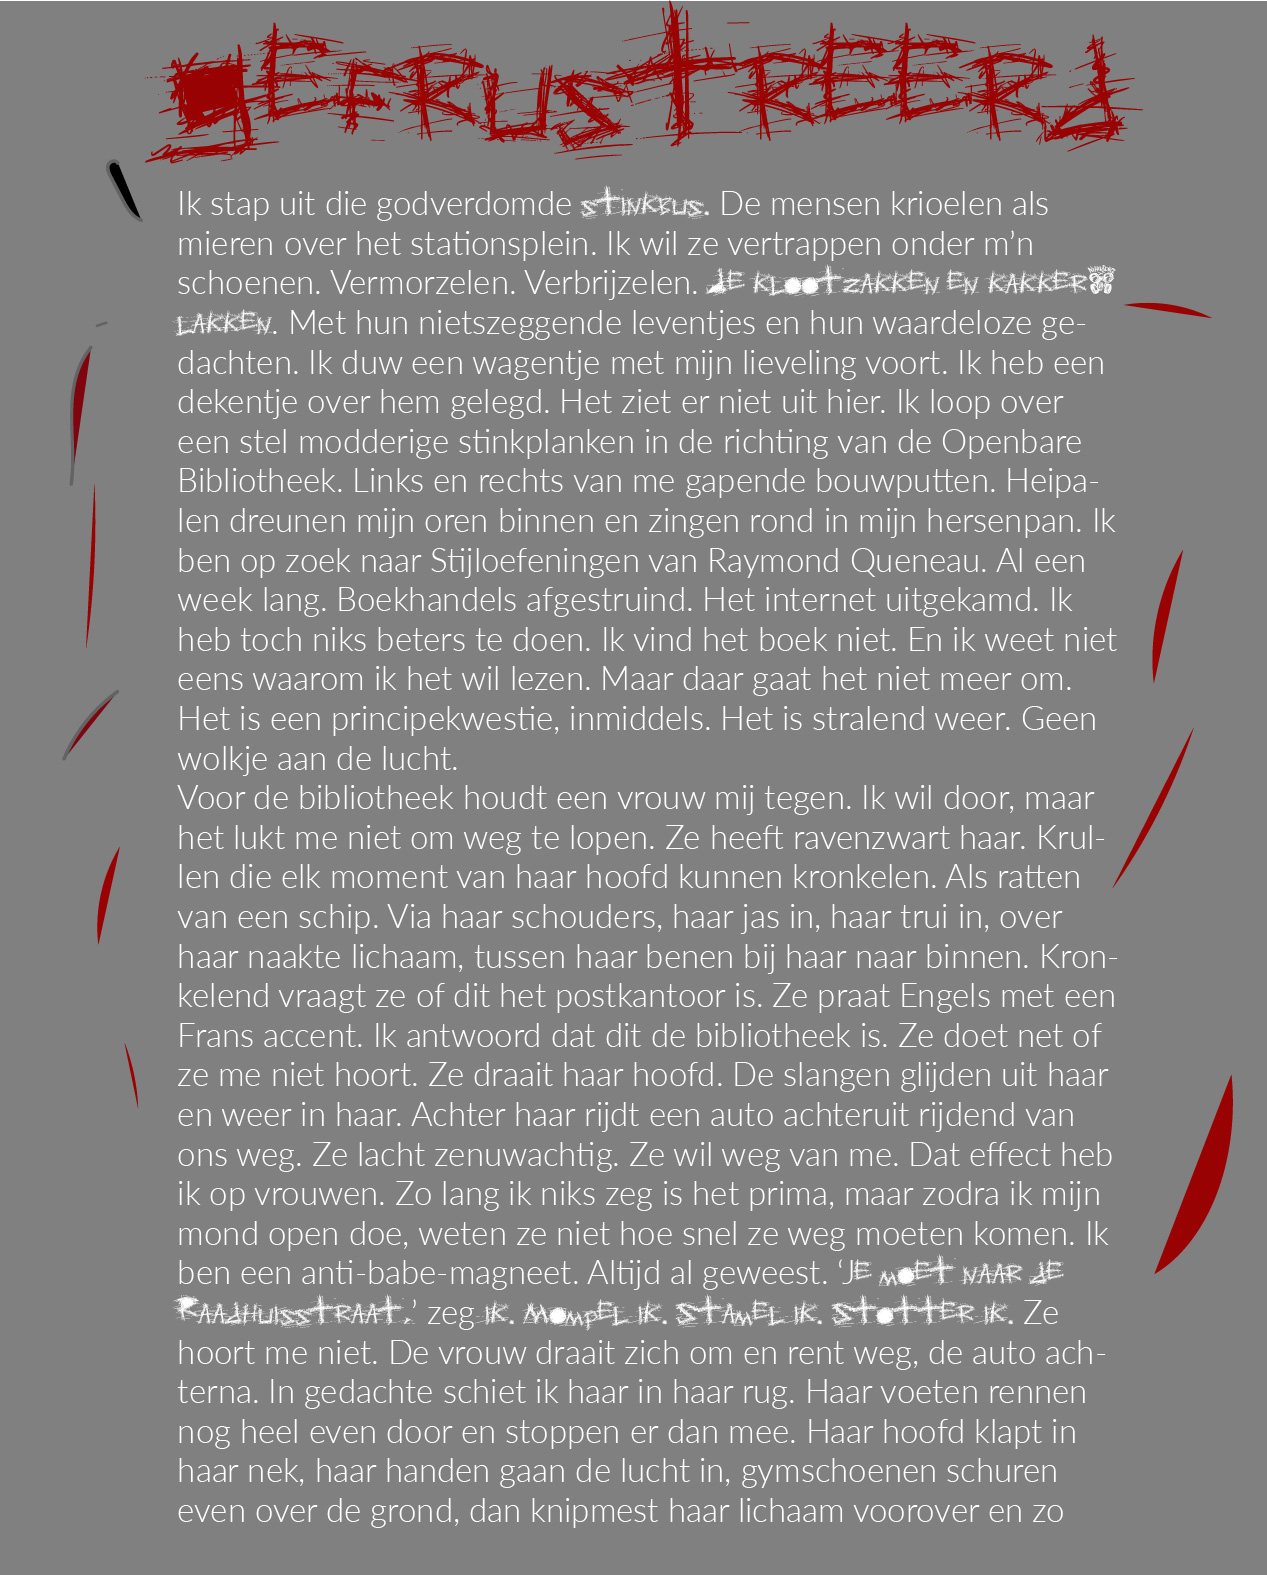 gEFRUSTREERd
Ik stap uit die godverdomde stinkbus. De mensen krioelen als
mieren over het stationsplein. Ik wil ze vertrappen onder m’n
schoenen. Vermorzelen. Verbrijzelen. Je klootzakken en kakker
lakken. Met hun nietszeggende leventjes en hun waardeloze ge-
dachten. Ik duw een wagentje met mijn lieveling voort. Ik heb een
dekentje over hem gelegd. Het ziet er niet uit hier. Ik loop over
een stel modderige stinkplanken in de richting van de Openbare
Bibliotheek. Links en rechts van me gapende bouwputten. Heipa-
len dreunen mijn oren binnen en zingen rond in mijn hersenpan. Ik
ben op zoek naar Stijloefeningen van Raymond Queneau. Al een
week lang. Boekhandels afgestruind. Het internet uitgekamd. Ik
heb toch niks beters te doen. Ik vind het boek niet. En ik weet niet
eens waarom ik het wil lezen. Maar daar gaat het niet meer om.
Het is een principekwestie, inmiddels. Het is stralend weer. Geen
wolkje aan de lucht.
Voor de bibliotheek houdt een vrouw mij tegen. Ik wil door, maar
het lukt me niet om weg te lopen. Ze heeft ravenzwart haar. Krul-
len die elk moment van haar hoofd kunnen kronkelen. Als ratten
van een schip. Via haar schouders, haar jas in, haar trui in, over
haar naakte lichaam, tussen haar benen bij haar naar binnen. Kron-
kelend vraagt ze of dit het postkantoor is. Ze praat Engels met een
Frans accent. Ik antwoord dat dit de bibliotheek is. Ze doet net of
ze me niet hoort. Ze draait haar hoofd. De slangen glijden uit haar
en weer in haar. Achter haar rijdt een auto achteruit rijdend van
ons weg. Ze lacht zenuwachtig. Ze wil weg van me. Dat effect heb
ik op vrouwen. Zo lang ik niks zeg is het prima, maar zodra ik mijn
mond open doe, weten ze niet hoe snel ze weg moeten komen. Ik
ben een anti-babe-magneet. Altijd al geweest. ‘Je moet naar de
Raadhuisstraat.’ zeg ik. Mompel ik. Stamel ik. Stotter ik. Ze
hoort me niet. De vrouw draait zich om en rent weg, de auto ach-
terna. In gedachte schiet ik haar in haar rug. Haar voeten rennen
nog heel even door en stoppen er dan mee. Haar hoofd klapt in
haar nek, haar handen gaan de lucht in, gymschoenen schuren
even over de grond, dan knipmest haar lichaam voorover en zo